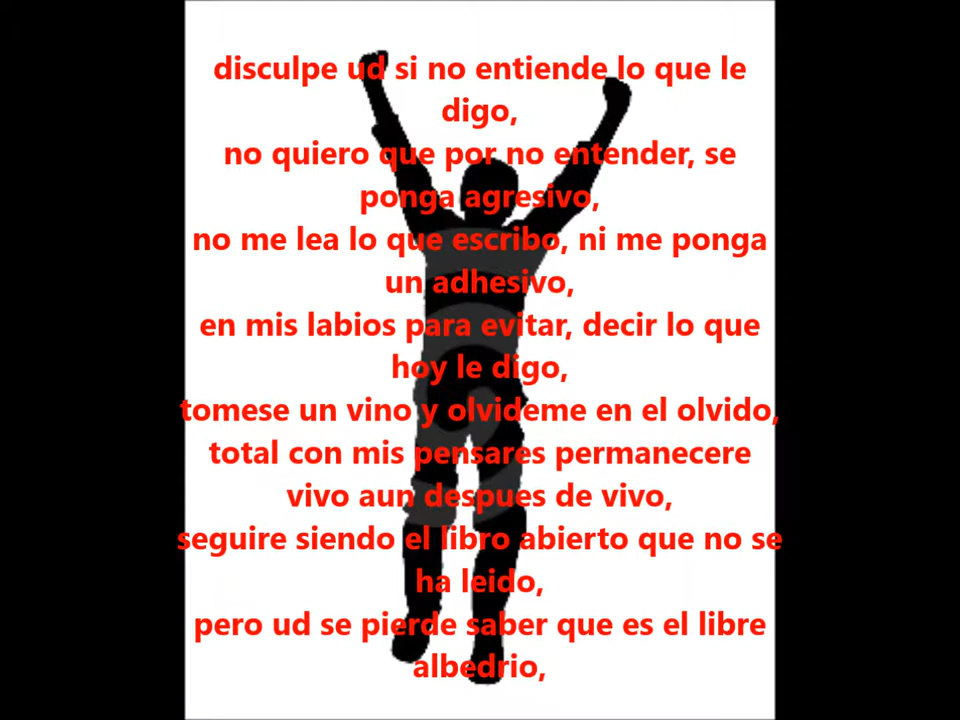 disculpe ud si no entiende lo que le
digo,
no quiero que por no entender, se
ponga agresivo,
no me lea lo que escribo, ni me ponga
un adhesivo,
en mis labios para evitar, decir lo que
hoy le digo,
tomese un vino y olvideme en el olvido,
total con mis pensares permanecere
vivo aun despues de vivo,
seguire siendo el libro abierto que no se
ha leido,
pero ud se pierde saber que es el libre
albedrio,